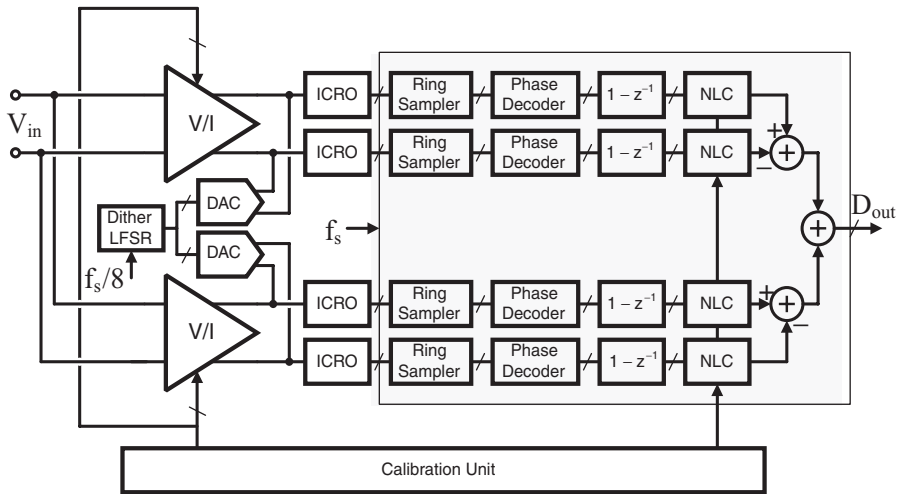 ICRO
Ring
Sampler
Phase
Decoder
1 – z⁻¹
NLC
+
V/I
V_in
ICRO
Ring
Sampler
Phase
Decoder
1 – z⁻¹
NLC
–
+
DAC
Dither
LFSR
DAC
f_s
D_out
+
f_s/8
V/I
ICRO
Ring
Sampler
Phase
Decoder
1 – z⁻¹
NLC
+
+
–
ICRO
Ring
Sampler
Phase
Decoder
1 – z⁻¹
NLC
Calibration Unit